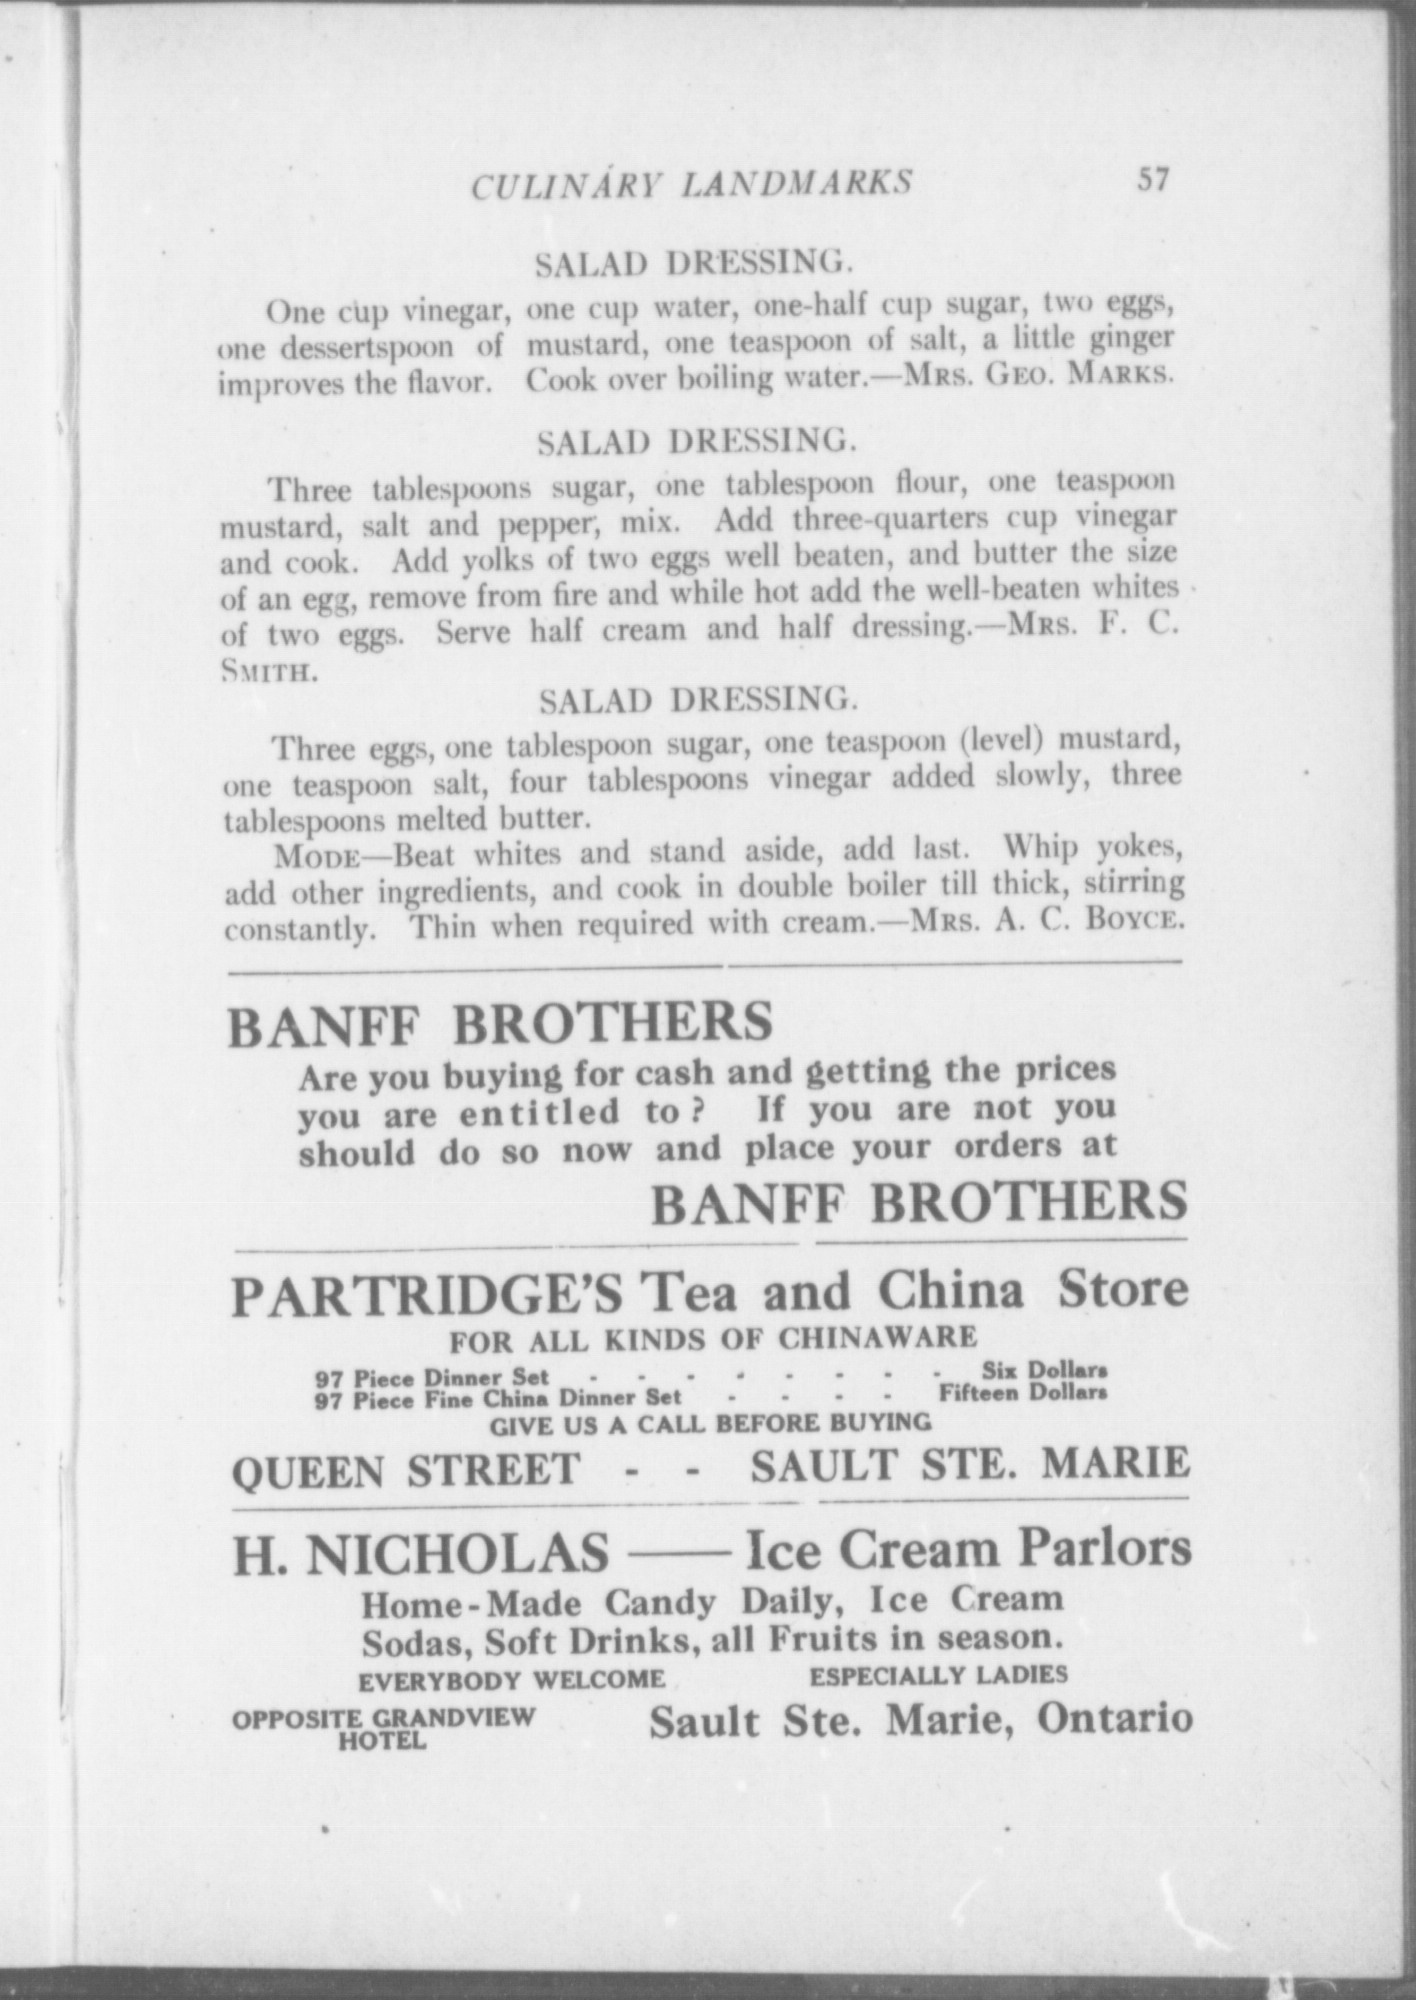 CULINARY LANDMARKS 57
SALAD DRESSING.
One cup vinegar, one cup water, one-half cup sugar, two eggs,
one dessertspoon of mustard, one teaspoon of salt, a little ginger
improves the flavor. Cook over boiling water.—MRS. GEO. MARKS.
SALAD DRESSING.
Three tablespoons sugar, one tablespoon flour, one teaspoon
mustard, salt and pepper, mix. Add three-quarters cup vinegar
and cook. Add yolks of two eggs well beaten, and butter the size
of an egg, remove from fire and while hot add the well-beaten whites
of two eggs. Serve half cream and half dressing.—MRS. F. C.
SMITH.
SALAD DRESSING.
Three eggs, one tablespoon sugar, one teaspoon (level) mustard,
one teaspoon salt, four tablespoons vinegar added slowly, three
tablespoons melted butter.
MODE—Beat whites and stand aside, add last. Whip yokes,
add other ingredients, and cook in double boiler till thick, stirring
constantly. Thin when required with cream.—MRS. A. C. BOYCE.
BANFF BROTHERS
Are you buying for cash and getting the prices
you are entitled to? If you are not you
should do so now and place your orders at
BANFF BROTHERS
PARTRIDGE'S Tea and China Store
FOR ALL KINDS OF CHINAWARE
97 Piece Dinner Set - - - - - - - - Six Dollars
97 Piece Fine China Dinner Set - - - - Fifteen Dollars
GIVE US A CALL BEFORE BUYING
QUEEN STREET - - SAULT STE. MARIE
H. NICHOLAS — Ice Cream Parlors
Home-Made Candy Daily, Ice Cream
Sodas, Soft Drinks, all Fruits in season.
EVERYBODY WELCOME ESPECIALLY LADIES
OPPOSITE GRANDVIEW
HOTEL
Sault Ste. Marie, Ontario